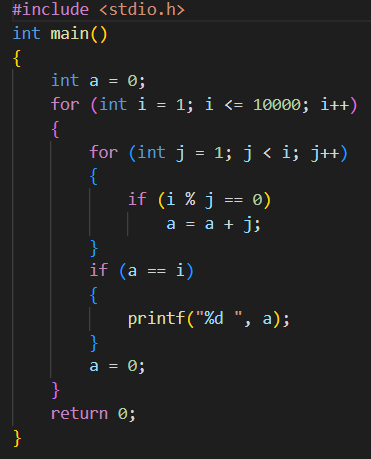 #include <stdio.h>
int main()
{
    int a = 0;
    for (int i = 1; i <= 10000; i++)
    {
        for (int j = 1; j < i; j++)
        {
            if (i % j == 0)
                a = a + j;
        }
        if (a == i)
        {
            printf("%d ", a);
        }
        a = 0;
    }
    return 0;
}